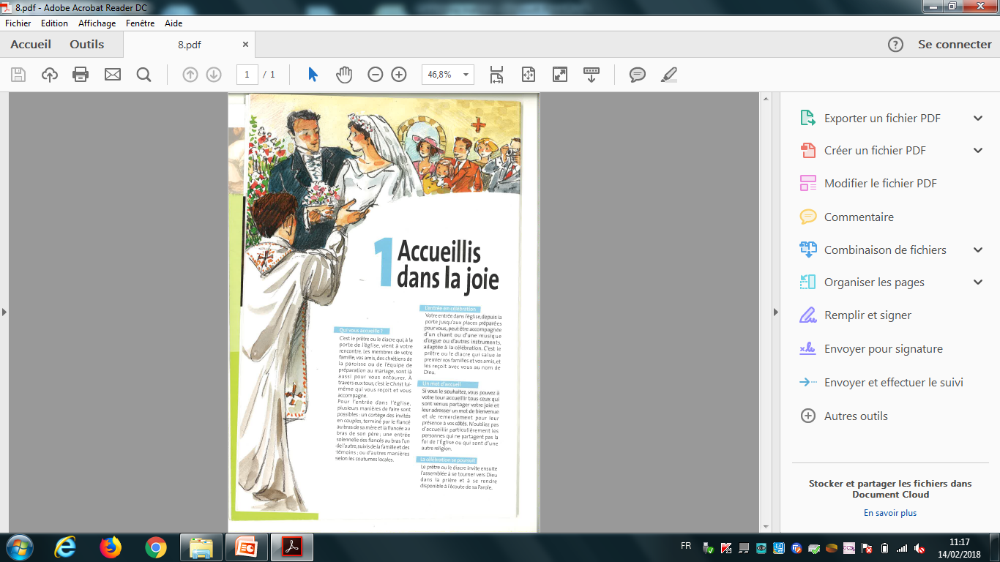 8.pdf - Adobe Acrobat Reader DC
Fichier Edition Affichage Fenêtre Aide
Accueil Outils 8.pdf × ? Se connecter
1 / 1 46,8%
1 Accueillis
dans la joie
Qui vous accueille ?
C'est le prêtre ou le diacre qui, à la
porte de l'église, vient à votre
rencontre. Les membres de votre
famille, vos amis, des chrétiens de
la paroisse ou de l'équipe de
préparation au mariage, sont là
aussi pour vous entourer. À
travers eux tous, c'est le Christ lui-
même qui vous reçoit et vous
accompagne.
Pour l'entrée dans l'église,
plusieurs manières de faire sont
possibles : un cortège des invités
en couples, terminé par le fiancé
au bras de sa mère et la fiancée au
bras de son père ; une entrée
solennelle des fiancés au bras l'un
de l'autre, suivis de la famille et des
témoins ; ou d'autres manières
selon les coutumes locales.
L'entrée en célébration
Votre entrée dans l'église, depuis la
porte jusqu'aux places préparées
pour vous, peut être accompagnée
d'un chant ou d'une musique
d'orgue ou d'autres instruments,
adaptée à la célébration. C'est le
prêtre ou le diacre qui salue le
premier vos familles et vos amis, et
les reçoit avec vous au nom de
Dieu.
Un mot d'accueil
Si vous le souhaitez, vous pouvez à
votre tour accueillir tous ceux qui
sont venus partager votre joie et
leur adresser un mot de bienvenue
et de remerciement pour leur
présence à vos côtés. N'oubliez pas
d'accueillir particulièrement les
personnes qui ne partagent pas la
foi de l'Église ou qui sont d'une
autre religion.
La célébration se poursuit
Le prêtre ou le diacre invite ensuite
l'assemblée à se tourner vers Dieu
dans la prière et à se rendre
disponible à l'écoute de sa Parole.
Exporter un fichier PDF
Créer un fichier PDF
Modifier le fichier PDF
Commentaire
Combinaison de fichiers
Organiser les pages
Remplir et signer
Envoyer pour signature
Envoyer et effectuer le suivi
Autres outils
Stocker et partager les fichiers dans
Document Cloud
En savoir plus
FR
11:17
14/02/2018